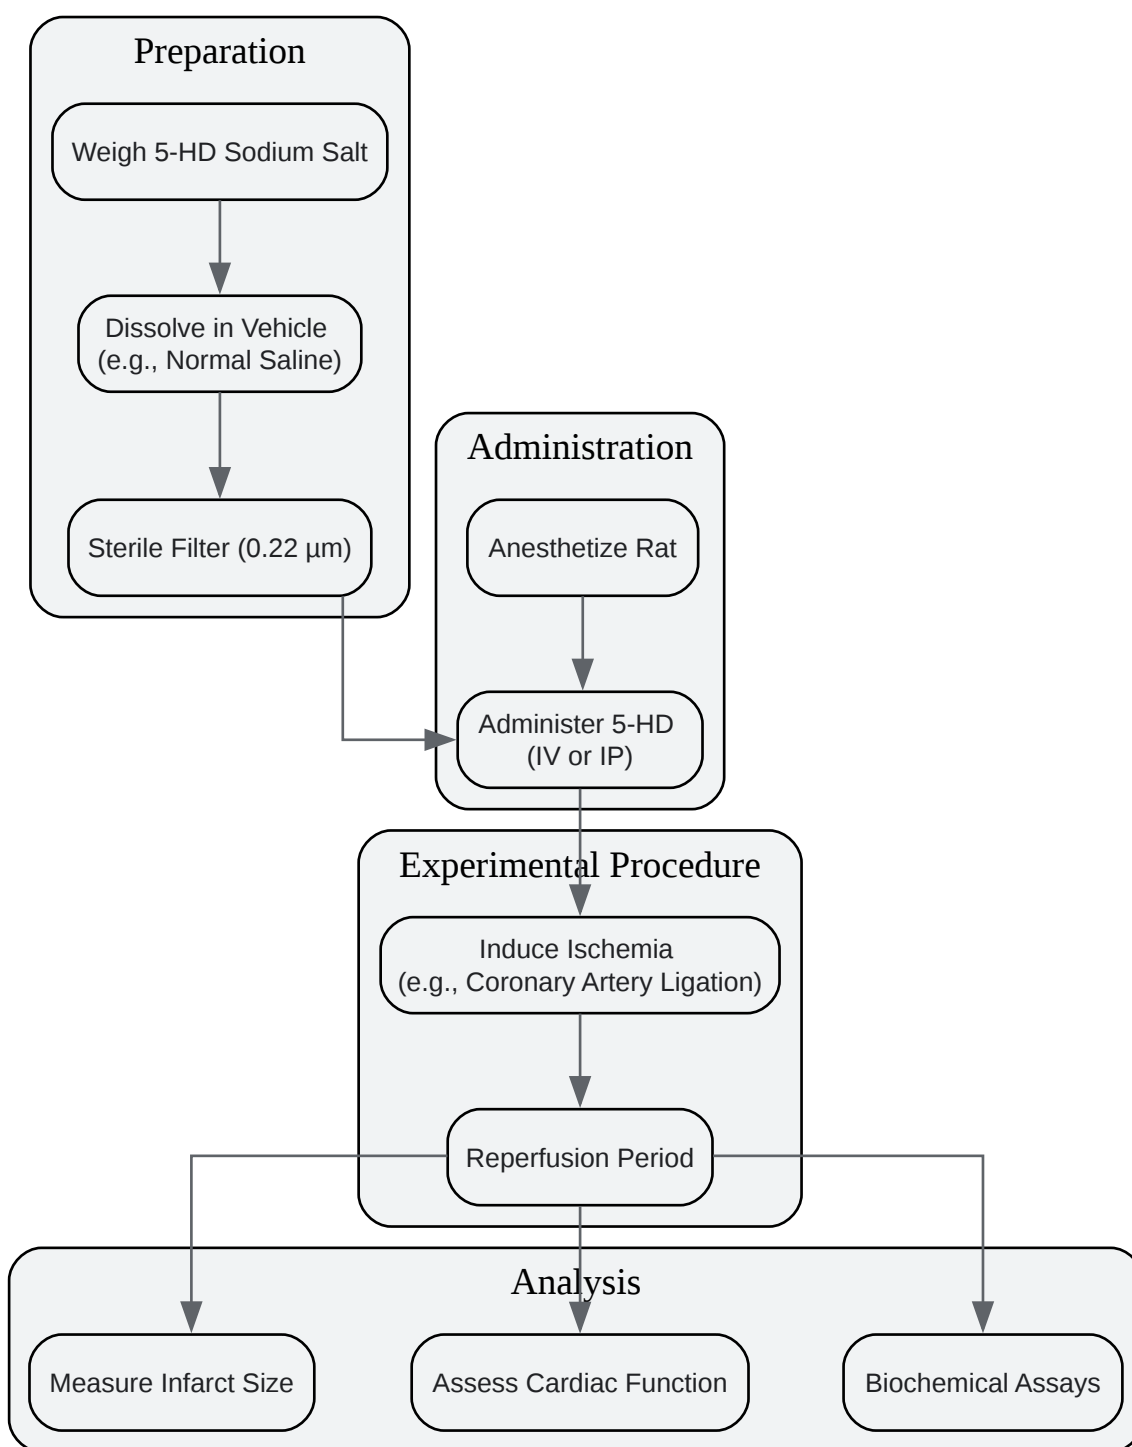 Preparation
Weigh 5-HD Sodium Salt
Dissolve in Vehicle
(e.g., Normal Saline)
Sterile Filter (0.22 µm)
Administration
Anesthetize Rat
Administer 5-HD
(IV or IP)
Experimental Procedure
Induce Ischemia
(e.g., Coronary Artery Ligation)
Reperfusion Period
Analysis
Measure Infarct Size
Assess Cardiac Function
Biochemical Assays